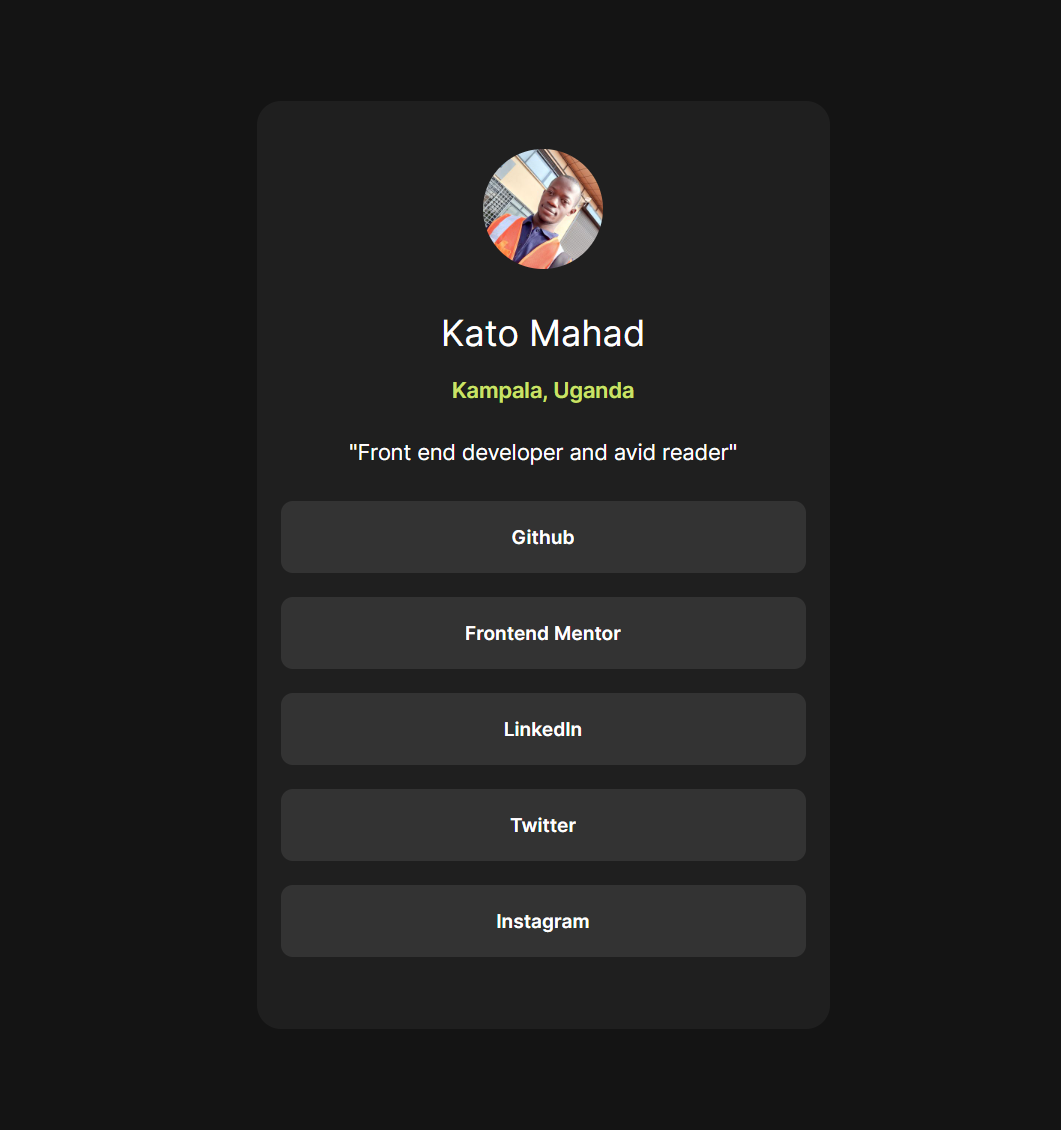 Kato Mahad
Kampala, Uganda
"Front end developer and avid reader"
Github
Frontend Mentor
LinkedIn
Twitter
Instagram